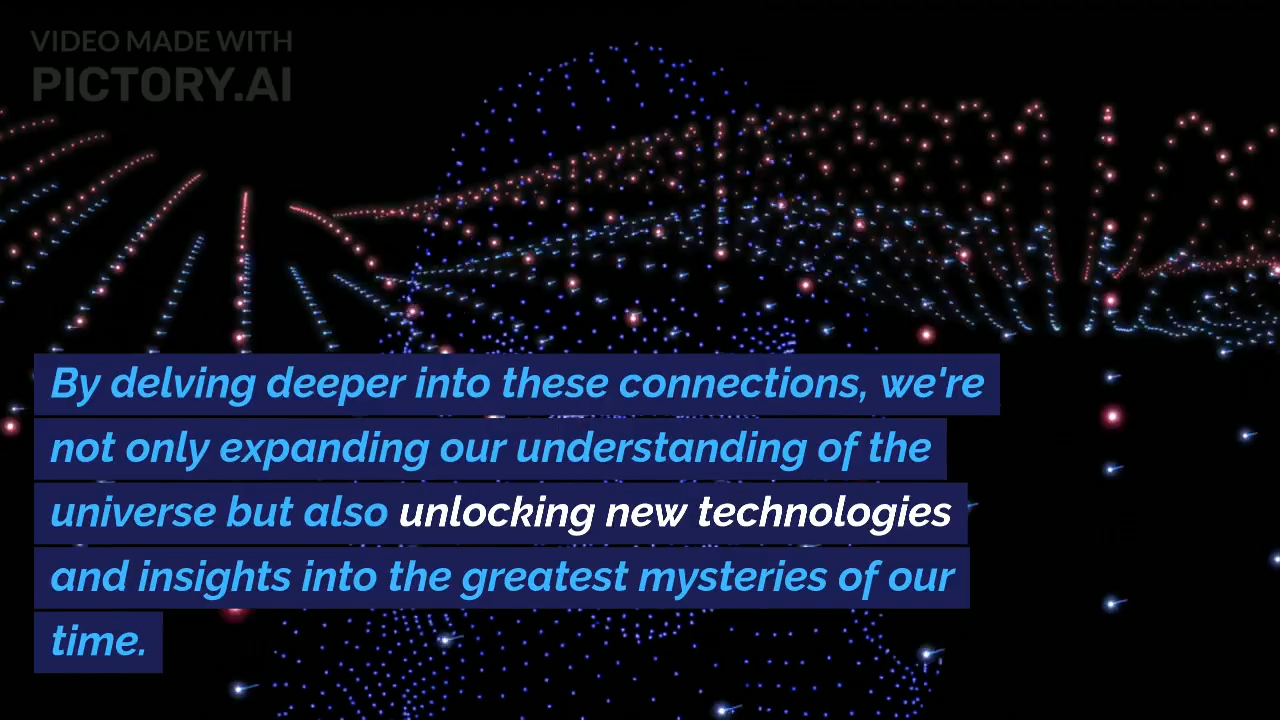 VIDEO MADE WITH
PICTORY.AI
By delving deeper into these connections, we're
not only expanding our understanding of the
universe but also unlocking new technologies
and insights into the greatest mysteries of our
time.